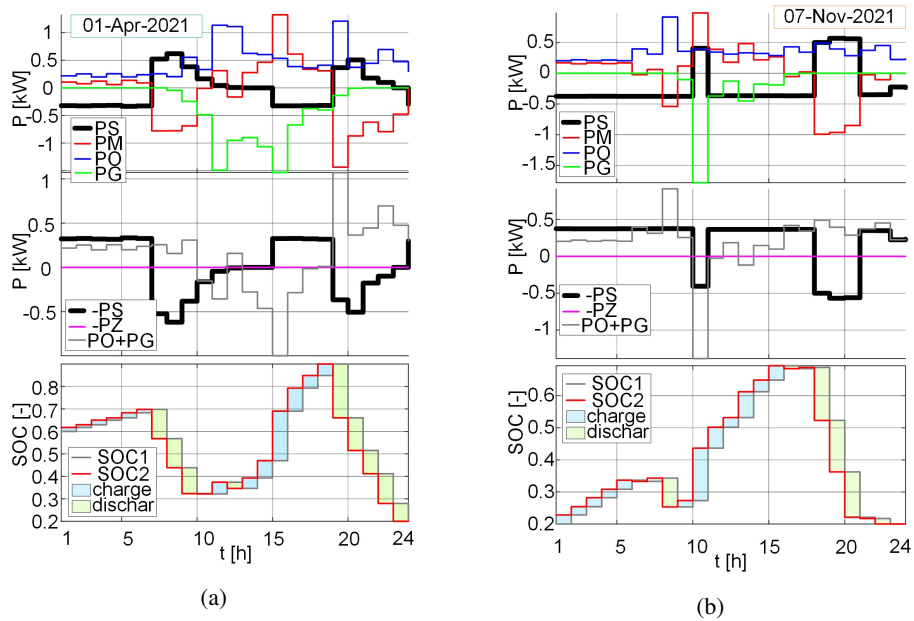 01-Apr-2021
P [kW]
1
0.5
0
-0.5
-1
PS
PM
PO
PG
P [kW]
1
0.5
0
-0.5
-PS
-PZ
PO+PG
SOC [-]
0.8
0.7
0.6
0.5
0.4
0.3
0.2
SOC1
SOC2
charge
dischar
1
5
10
15
20
24
t [h]
(a)
07-Nov-2021
P [kW]
0.5
0
-0.5
-1
-1.5
PS
PM
PO
PG
P [kW]
-0.5
0
-0.5
-1
-PS
-PZ
PO+PG
SOC [-]
0.6
0.5
0.4
0.3
0.2
SOC1
SOC2
charge
dischar
1
5
10
15
20
24
t [h]
(b)